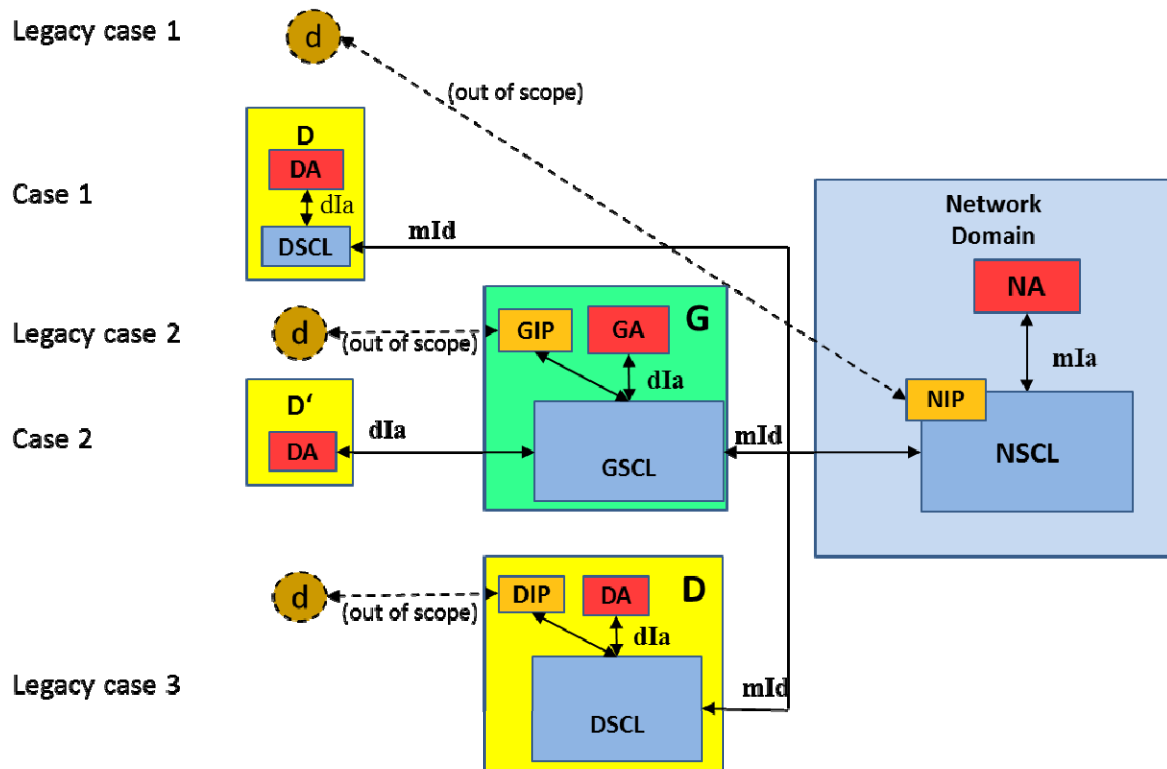 Legacy case 1
d
(out of scope)
D
DA
dIa
DSCL
Case 1
mId
Network
Domain
NA
mIa
NIP
NSCL
Legacy case 2
d
(out of scope)
GIP
GA
G
dIa
GSCL
mId
Case 2
D‘
DA
dIa
d
(out of scope)
DIP
DA
D
dIa
DSCL
mId
Legacy case 3